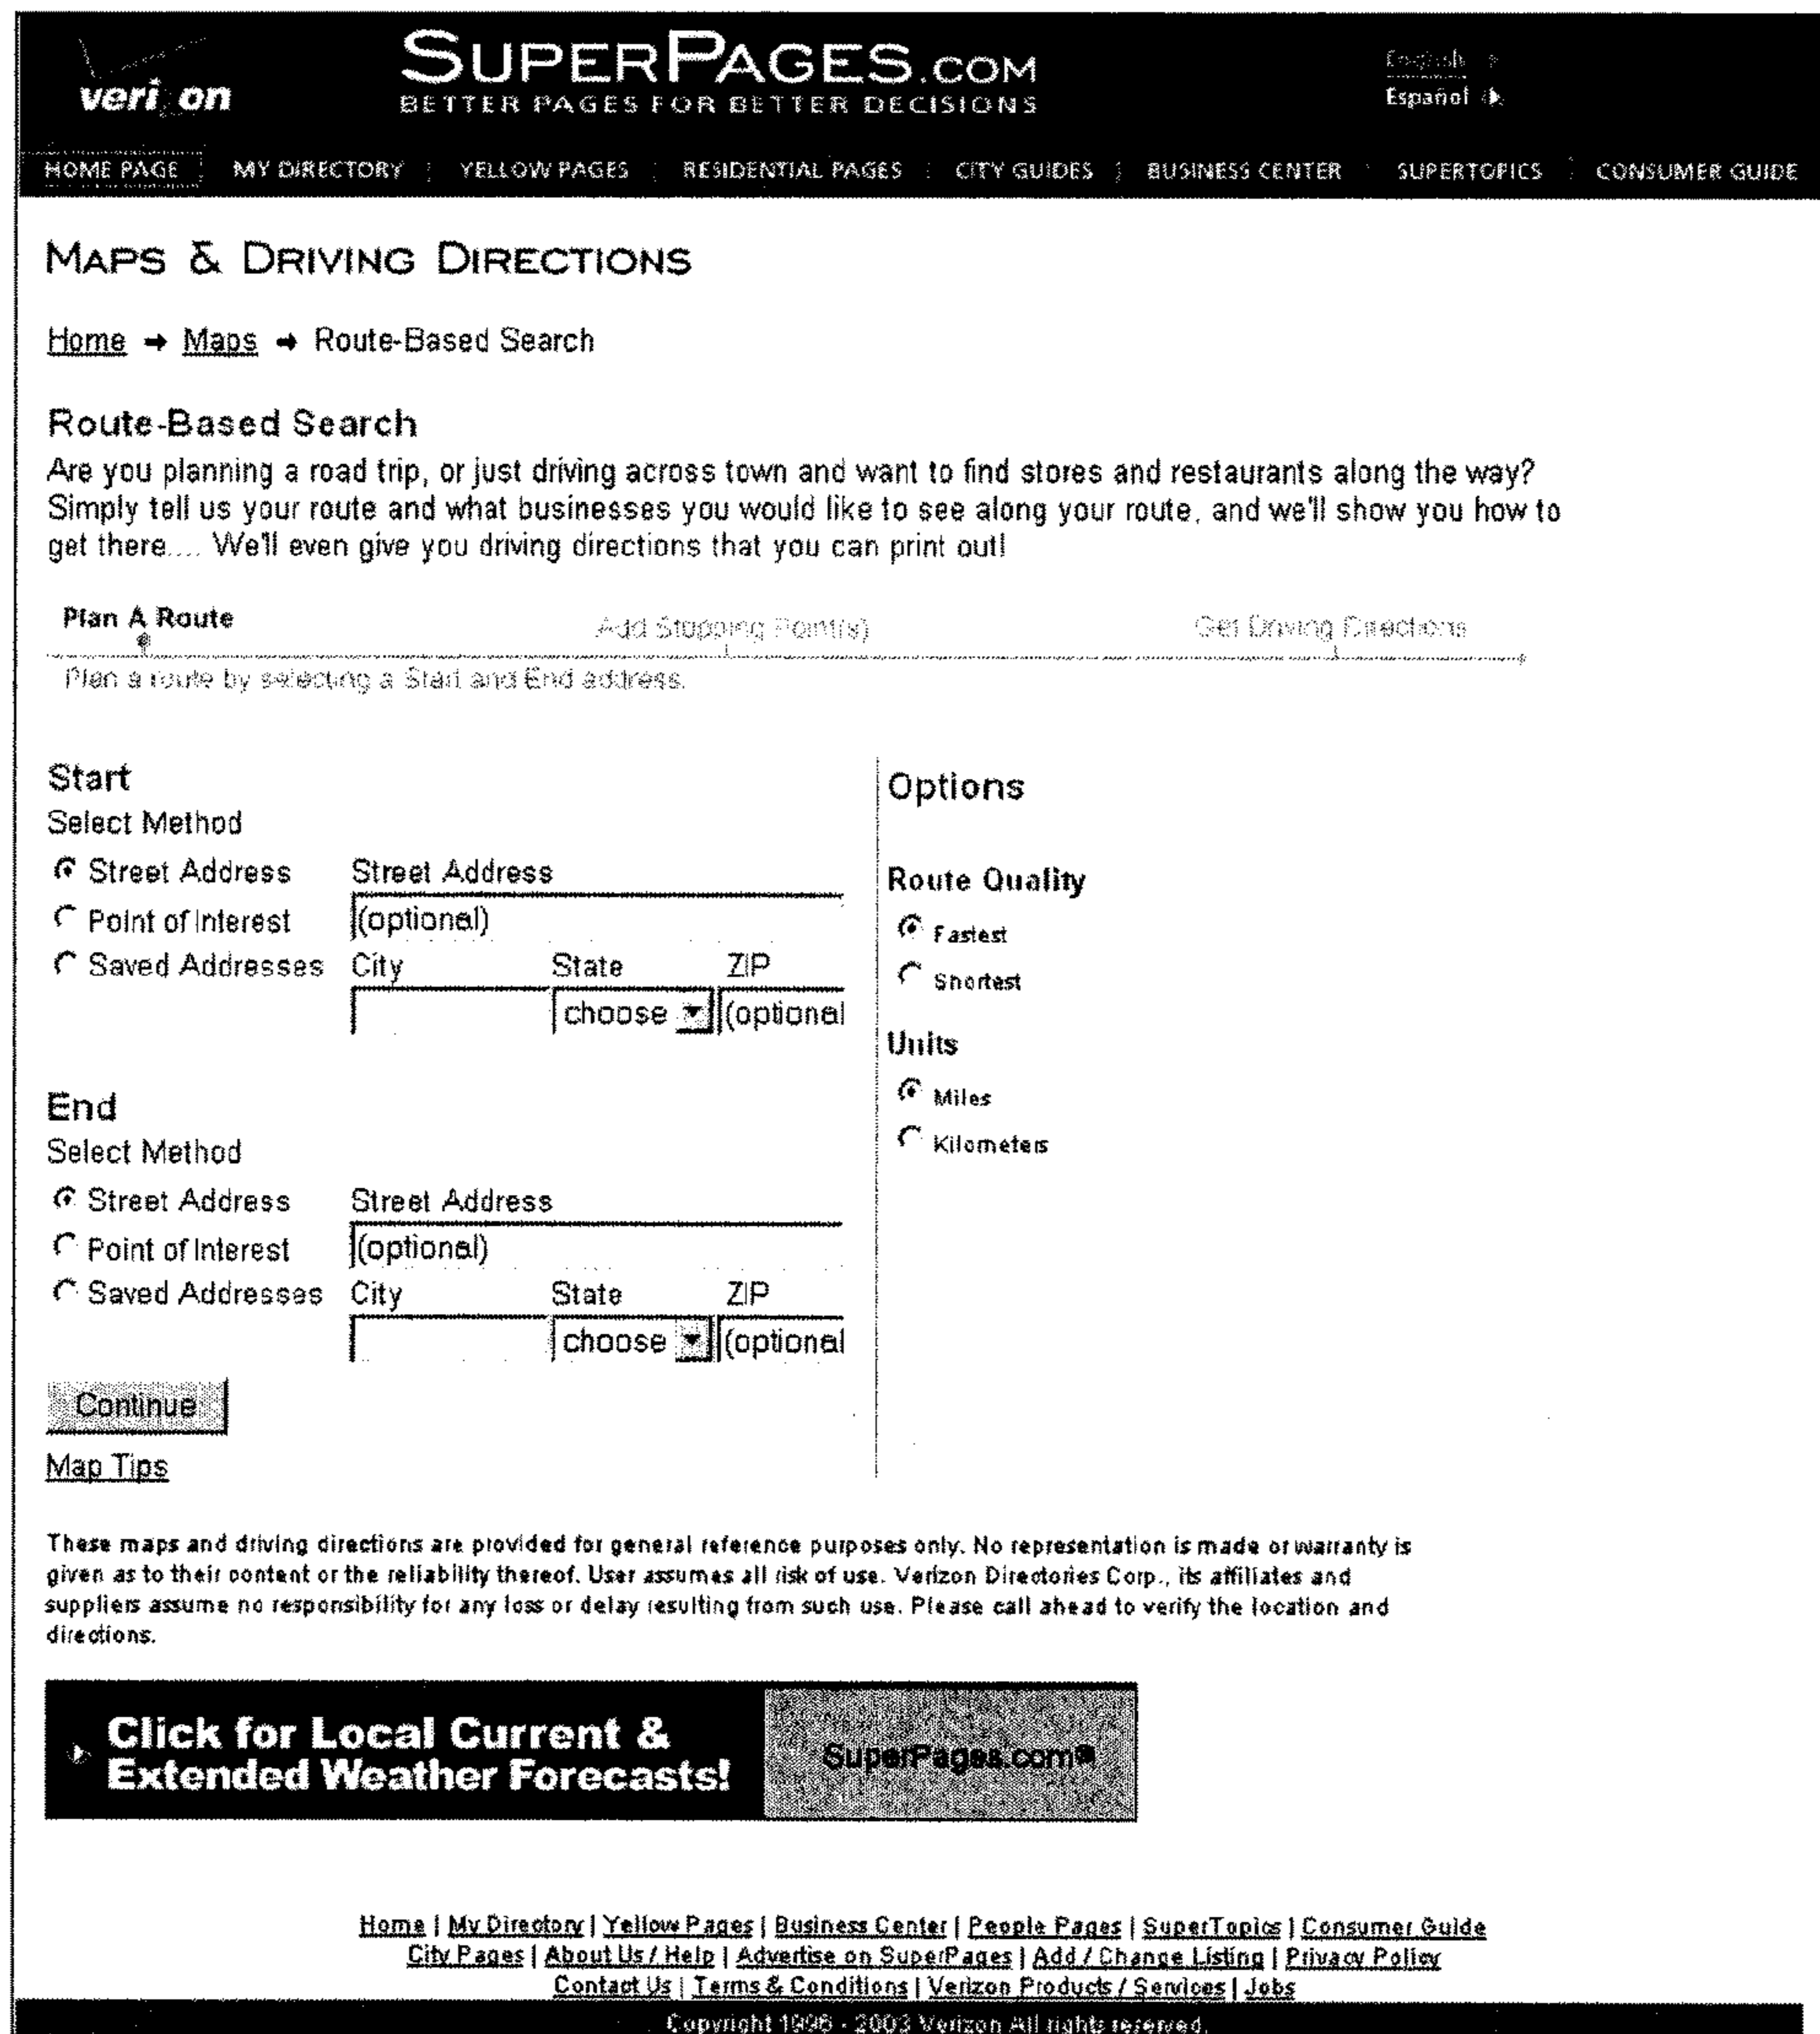 verizon
SUPERPAGES.COM
BETTER PAGES FOR BETTER DECISIONS
English
Español
HOME PAGE | MY DIRECTORY | YELLOW PAGES | RESIDENTIAL PAGES | CITY GUIDES | BUSINESS CENTER | SUPERTOPICS | CONSUMER GUIDE
MAPS & DRIVING DIRECTIONS
Home → Maps → Route-Based Search
Route-Based Search
Are you planning a road trip, or just driving across town and want to find stores and restaurants along the way?
Simply tell us your route and what businesses you would like to see along your route, and we'll show you how to
get there.... We'll even give you driving directions that you can print out!
Plan A Route Add Stopping Point(s) Get Driving Directions
Plan a route by selecting a Start and End address.
Start
Select Method
Street Address Street Address
Point of Interest (optional)
Saved Addresses City State ZIP
choose (optional
End
Select Method
Street Address Street Address
Point of Interest (optional)
Saved Addresses City State ZIP
choose (optional
Continue
Map Tips
Options
Route Quality
Fastest
Shortest
Units
Miles
Kilometers
These maps and driving directions are provided for general reference purposes only. No representation is made or warranty is
given as to their content or the reliability thereof. User assumes all risk of use. Verizon Directories Corp., its affiliates and
suppliers assume no responsibility for any loss or delay resulting from such use. Please call ahead to verify the location and
directions.
Click for Local Current &
Extended Weather Forecasts!
SuperPages.com®
Home | My Directory | Yellow Pages | Business Center | People Pages | SuperTopics | Consumer Guide
City Pages | About Us / Help | Advertise on SuperPages | Add / Change Listing | Privacy Policy
Contact Us | Terms & Conditions | Verizon Products / Services | Jobs
Copyright 1996 - 2003 Verizon All rights reserved.